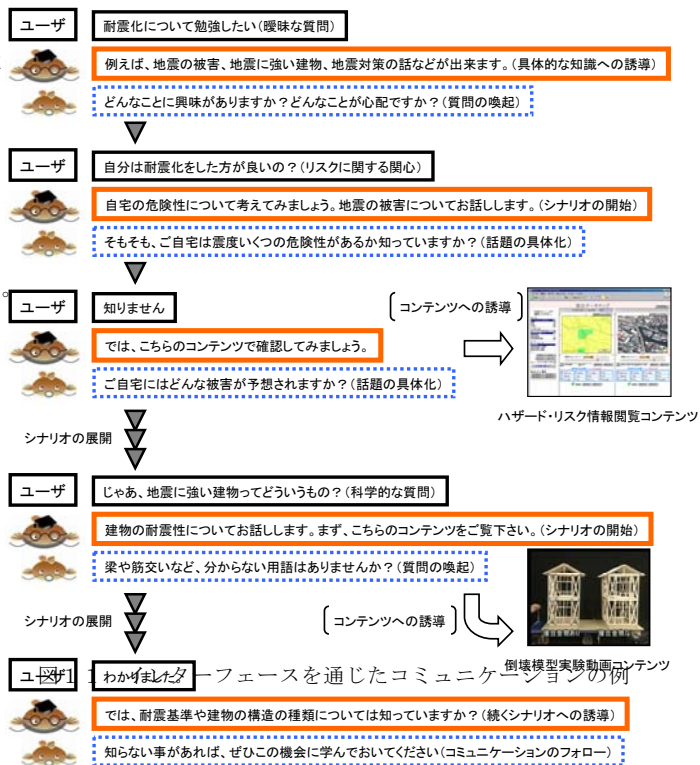 ユーザ
耐震化について勉強したい(曖昧な質問)
例えば、地震の被害、地震に強い建物、地震対策の話などが出来ます。(具体的な知識への誘導)
どんなことに興味がありますか?どんなことが心配ですか?(質問の喚起)
ユーザ
自分は耐震化をした方が良いの?(リスクに関する関心)
自宅の危険性について考えてみましょう。地震の被害についてお話しします。(シナリオの開始)
そもそも、ご自宅は震度いくつの危険性があるか知っていますか?(話題の具体化)
。
ユーザ
知りません
コンテンツへの誘導
では、こちらのコンテンツで確認してみましょう。
ご自宅にはどんな被害が予想されますか?(話題の具体化)
ハザード・リスク情報閲覧コンテンツ
シナリオの展開
ユーザ
じゃあ、地震に強い建物ってどういうもの?(科学的な質問)
建物の耐震性についてお話しします。まず、こちらのコンテンツをご覧下さい。(シナリオの開始)
梁や筋交いなど、分からない用語はありませんか?(質問の喚起)
シナリオの展開
コンテンツへの誘導
倒壊模型実験動画コンテンツ
ユーザ
わかりました
インターフェースを通じたコミュニケーションの例
では、耐震基準や建物の構造の種類については知っていますか?(続くシナリオへの誘導)
知らない事があれば、ぜひこの機会に学んでおいてください(コミュニケーションのフォロー)